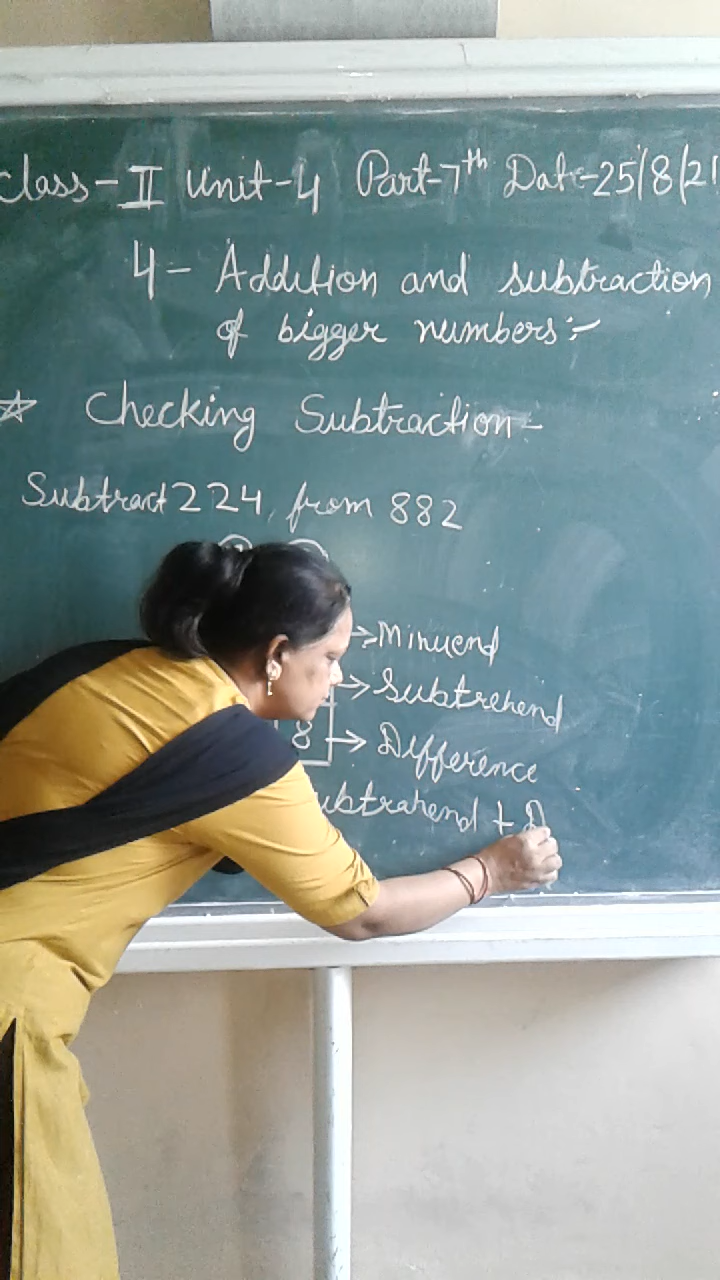 Class-II Unit-4 Part-7th Date-25/8/21
4- Addition and subtraction
of bigger numbers:-
☆ Checking Subtraction-
Subtract 224, from 882
→Minuend
→Subtrehend
8 → Difference
ubtrahend + D